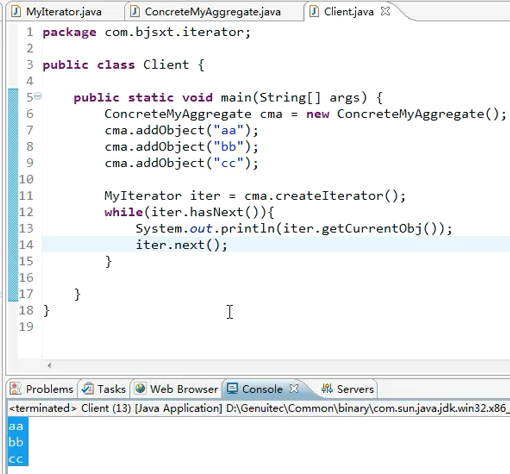 MyIterator.java ConcreteMyAggregate.java Client.java
1 package com.bjsxt.iterator;
2
3 public class Client {
4
5 public static void main(String[] args) {
6 ConcreteMyAggregate cma = new ConcreteMyAggregate();
7 cma.addObject("aa");
8 cma.addObject("bb");
9 cma.addObject("cc");
10
11 MyIterator iter = cma.createIterator();
12 while(iter.hasNext()){
13 System.out.println(iter.getCurrentObj());
14 iter.next();
15 }
16
17 }
18 }
19
Problems Tasks Web Browser Console Servers
<terminated> Client (13) [Java Application] D:\Genuitec\Common\binary\com.sun.java.jdk.win32.x86_
aa
bb
cc